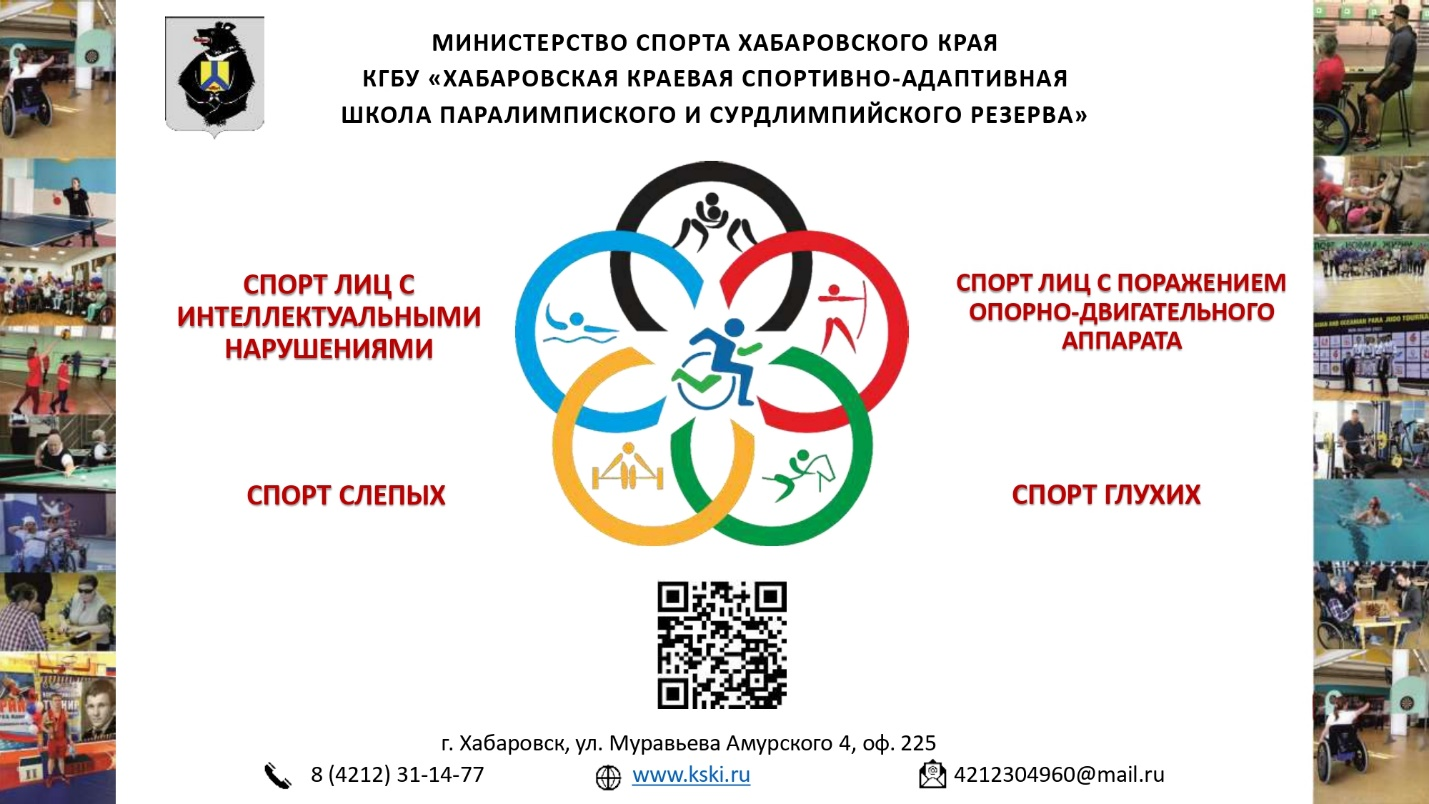 МИНИСТЕРСТВО СПОРТА ХАБАРОВСКОГО КРАЯ
КГБУ «ХАБАРОВСКАЯ КРАЕВАЯ СПОРТИВНО-АДАПТИВНАЯ
ШКОЛА ПАРАЛИМПИСКОГО И СУРДЛИМПИЙСКОГО РЕЗЕРВА»
СПОРТ ЛИЦ С
ИНТЕЛЛЕКТУАЛЬНЫМИ
НАРУШЕНИЯМИ
СПОРТ ЛИЦ С ПОРАЖЕНИЕМ
ОПОРНО-ДВИГАТЕЛЬНОГО
АППАРАТА
СПОРТ СЛЕПЫХ
СПОРТ ГЛУХИХ
г. Хабаровск, ул. Муравьева Амурского 4, оф. 225
8 (4212) 31-14-77
www.kski.ru
4212304960@mail.ru